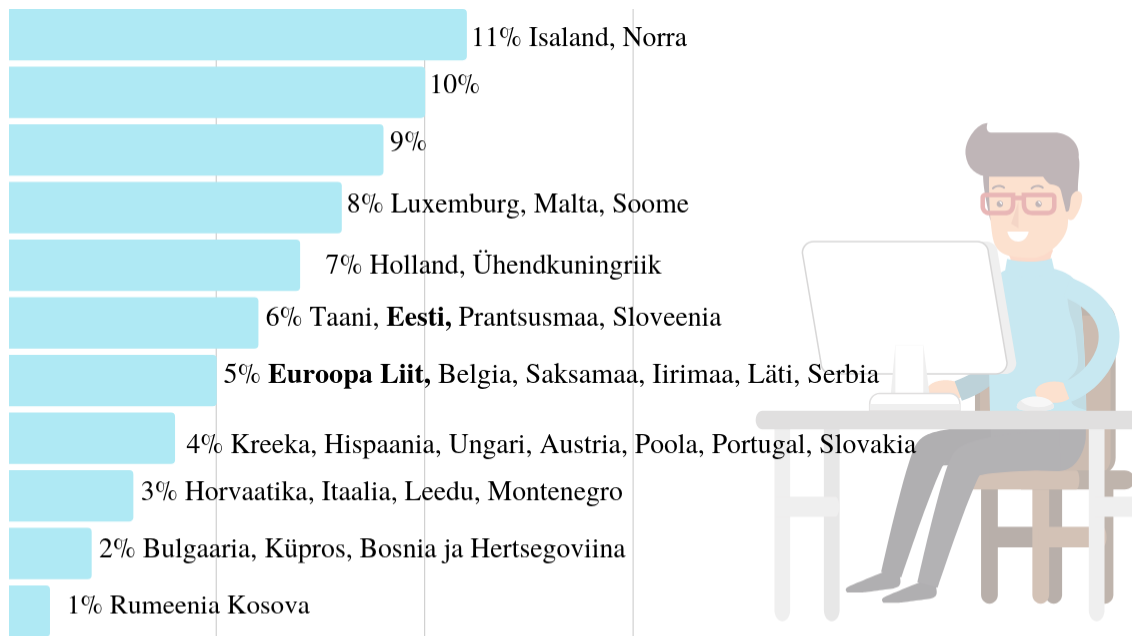 11% Isaland, Norra
10%
9%
8% Luxemburg, Malta, Soome
7% Holland, Ühendkuningriik
6% Taani, Eesti, Prantsusmaa, Sloveenia
5% Euroopa Liit, Belgia, Saksamaa, Iirimaa, Läti, Serbia
4% Kreeka, Hispaania, Ungari, Austria, Poola, Portugal, Slovakia
3% Horvaatika, Itaalia, Leedu, Montenegro
2% Bulgaaria, Küpros, Bosnia ja Hertsegoviina
1% Rumeenia Kosova